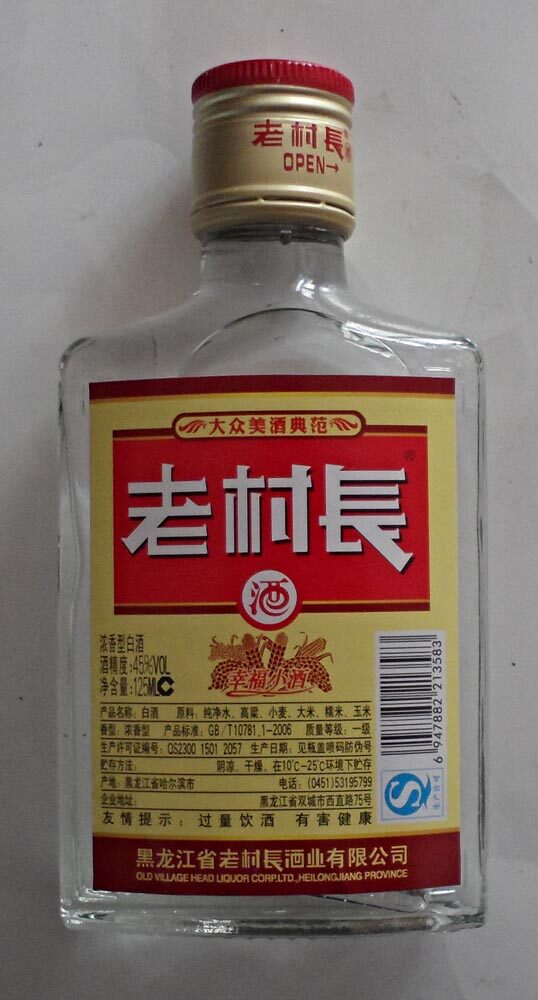 老村長
OPEN→
大众美酒典范
老村長®
酒
浓香型白酒
酒精度:45%VOL
净含量:125ML
幸福小酒
产品名称: 白酒 原料: 纯净水、高粱、小麦、大米、糯米、玉米
香型: 浓香型 产品标准: GB/T10781.1-2006 质量等级: 一级
生产许可证编号: QS2300 1501 2057 生产日期: 见瓶盖喷码防伪号
贮存方法: 阴凉、干燥、在10℃-25℃环境下贮存
产地: 黑龙江省哈尔滨市 电话: (0451)53195799
企业地址: 黑龙江省双城市西直路75号
友情提示: 过量饮酒 有害健康
6 947882 213583
QS
生产许可
黑龙江省老村長酒业有限公司
OLD VILLAGE HEAD LIQUOR CORP.LTD.,HEILONGJIANG PROVINCE